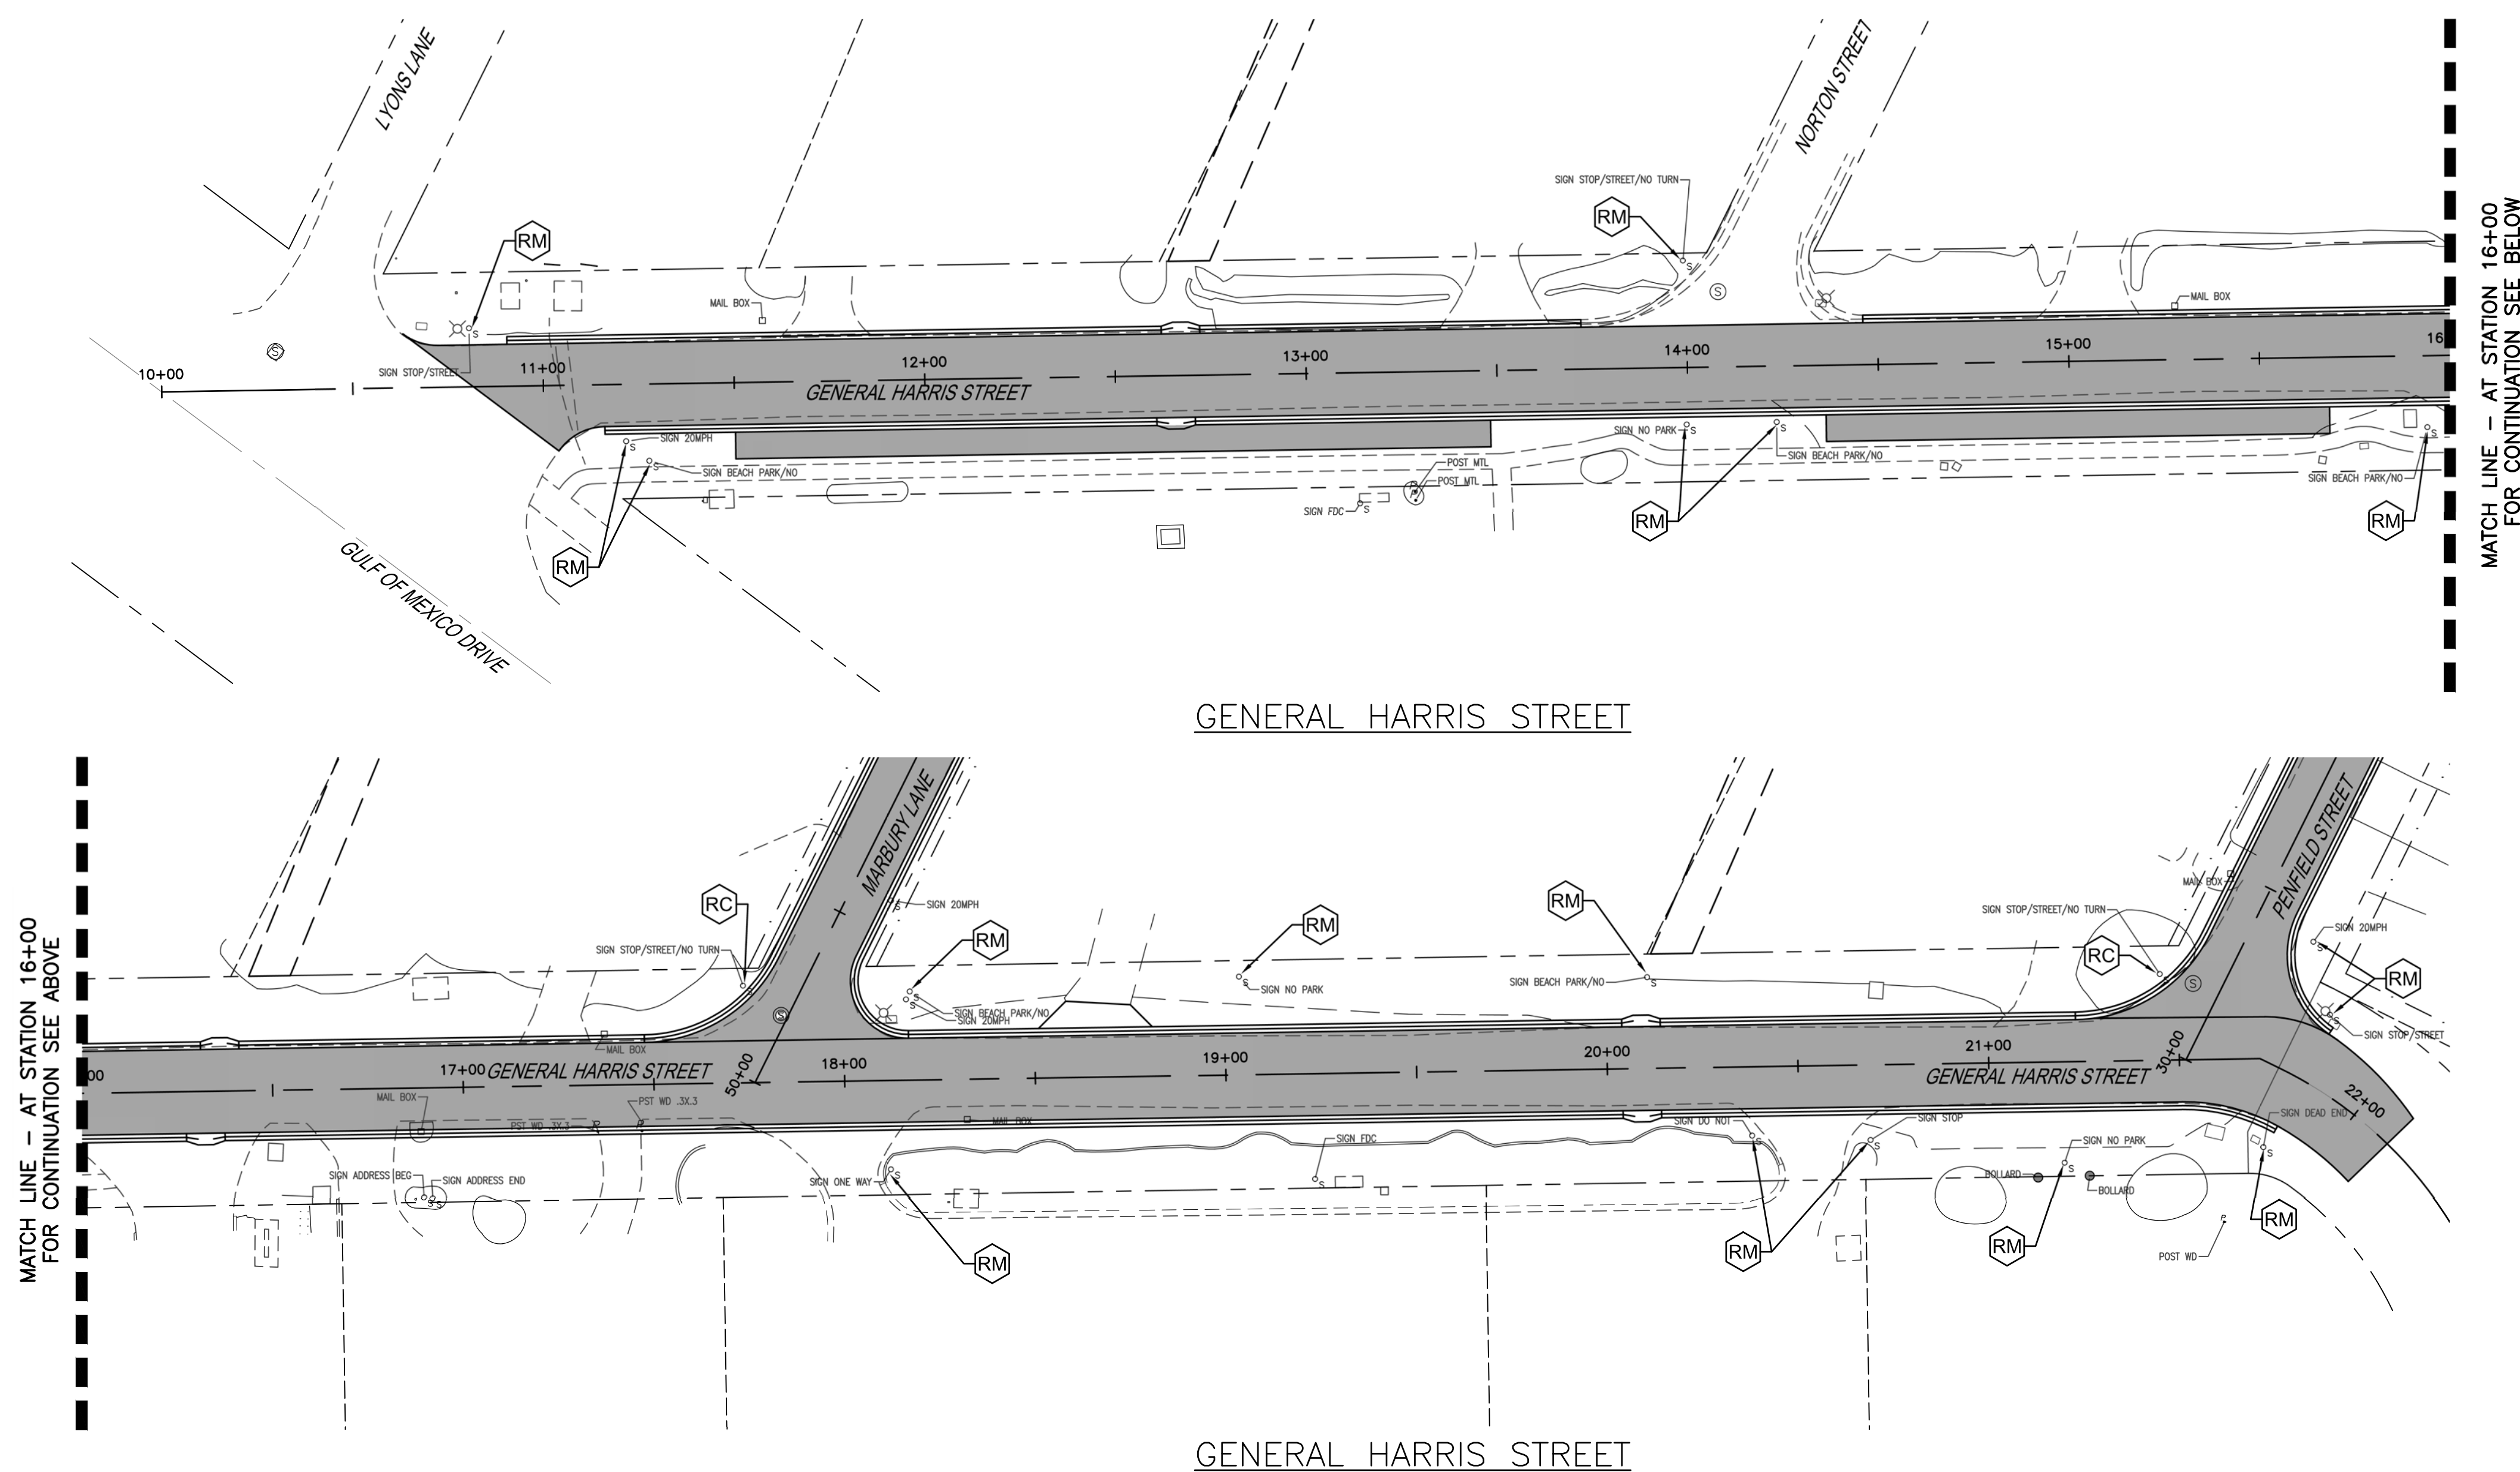 LYONS LANE
NORTON STREET
SIGN STOP/STREET/NO TURN
RM
RM
MAIL BOX
MAIL BOX
SIGN STOP/STREET
10+00
11+00
12+00
13+00
14+00
15+00
16
GENERAL HARRIS STREET
SIGN 20MPH
SIGN BEACH PARK/NO
SIGN NO PARK
SIGN BEACH PARK/NO
POST MTL
POST MTL
SIGN FDC
SIGN BEACH PARK/NO
RM
RM
RM
GULF OF MEXICO DRIVE
MATCH LINE – AT STATION 16+00
FOR CONTINUATION SEE BELOW
GENERAL HARRIS STREET
MATCH LINE – AT STATION 16+00
FOR CONTINUATION SEE ABOVE
MARBURY LANE
PENFIELD STREET
MAIL BOX
RC
SIGN 20MPH
RM
RM
RM
SIGN STOP/STREET/NO TURN
SIGN STOP/STREET/NO TURN
SIGN 20MPH
RC
RM
SIGN BEACH PARK/NO
SIGN NO PARK
SIGN BEACH PARK/NO
SIGN 20MPH
SIGN STOP/STREET
MAIL BOX
00
17+00
GENERAL HARRIS STREET
50+00
18+00
19+00
20+00
21+00
GENERAL HARRIS STREET
30+00
22+00
MAIL BOX
PST WD .3X.3
PST WD .3X.3
MAIL BOX
SIGN DO NOT
SIGN STOP
SIGN DEAD END
SIGN FDC
SIGN NO PARK
SIGN ADDRESS BEG
SIGN ADDRESS END
SIGN ONE WAY
BOLLARD
BOLLARD
POST WD
RM
RM
RM
RM
GENERAL HARRIS STREET